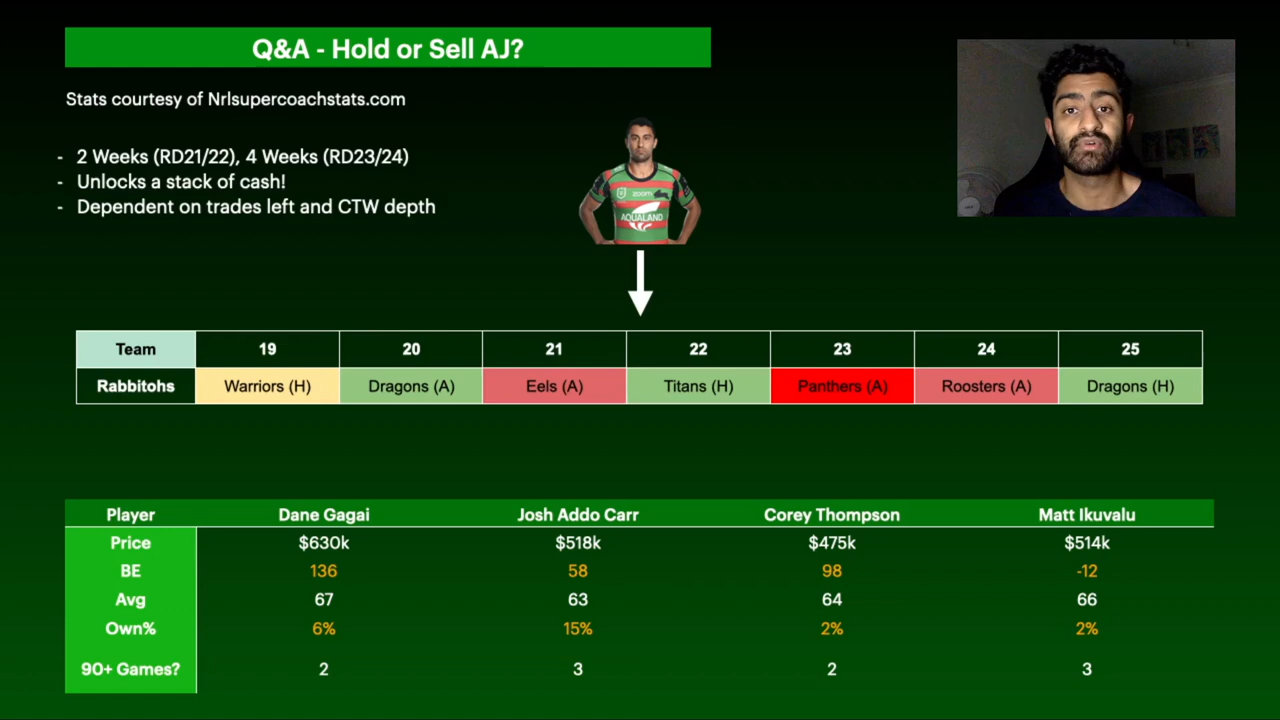 Q&A - Hold or Sell AJ?
Stats courtesy of Nrlsupercoachstats.com
- 2 Weeks (RD21/22), 4 Weeks (RD23/24)
- Unlocks a stack of cash!
- Dependent on trades left and CTW depth
zoom
AQUALAND
Team 19 20 21 22 23 24 25
Rabbitohs Warriors (H) Dragons (A) Eels (A) Titans (H) Panthers (A) Roosters (A) Dragons (H)
Player Dane Gagai Josh Addo Carr Corey Thompson Matt Ikuvalu
Price $630k $518k $475k $514k
BE 136 58 98 -12
Avg 67 63 64 66
Own% 6% 15% 2% 2%
90+ Games? 2 3 2 3